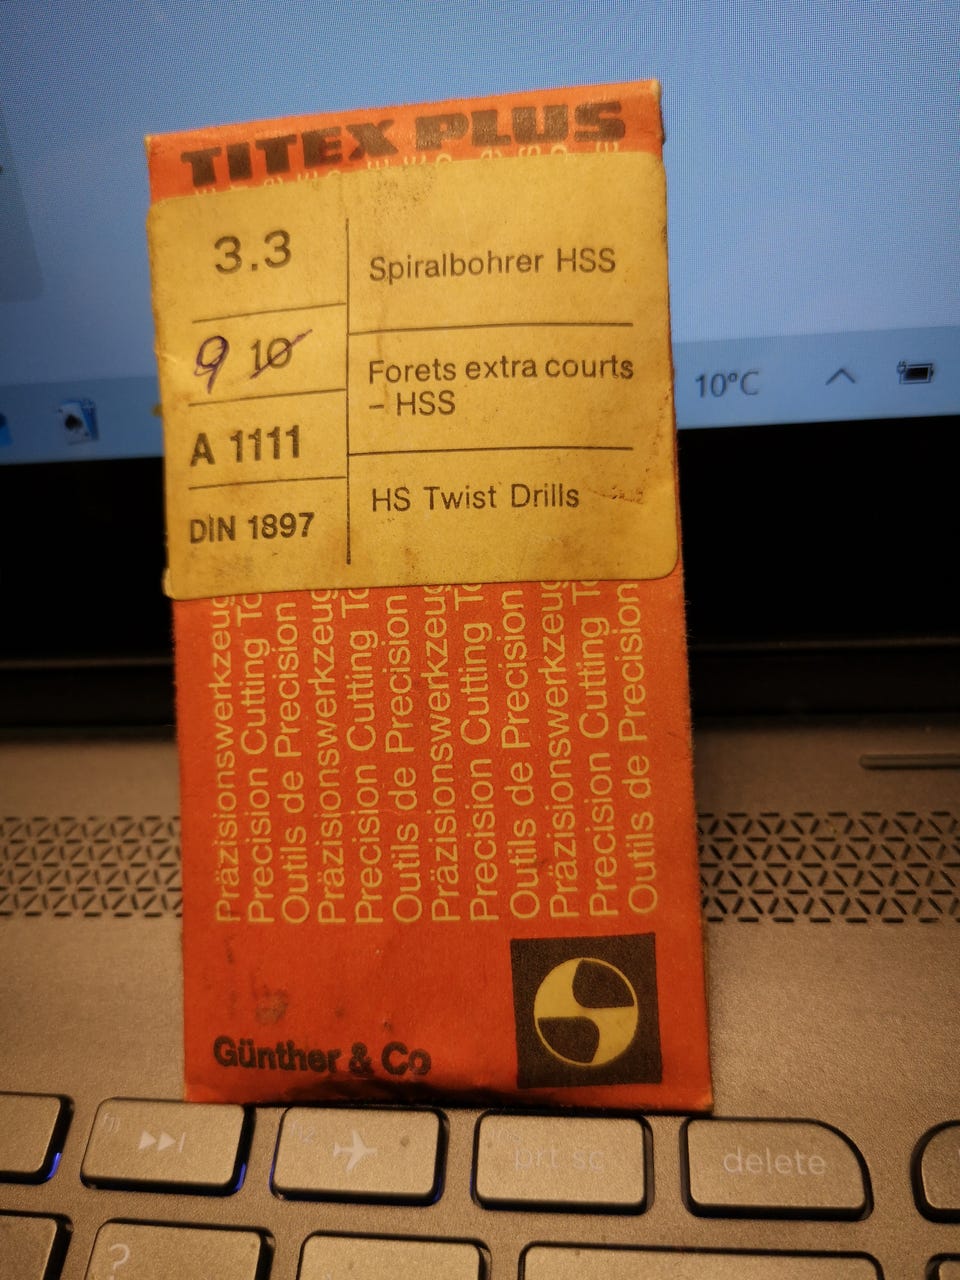 TITEX PLUS
3.3
9 10
A 1111
DIN 1897
Spiralbohrer HSS
Forets extra courts
– HSS
HS Twist Drills
Präzisionswerkzeug
Precision Cutting To
Outils de Precision
Präzisionswerkzeug
Precision Cutting To
Outils de Precision
Präzisionswerkzeug
Precision Cutting To
Outils de Precision
Präzisionswerkzeug
Precision Cutting To
Outils de Precision
Günther & Co
10°C
prt sc
delete
?